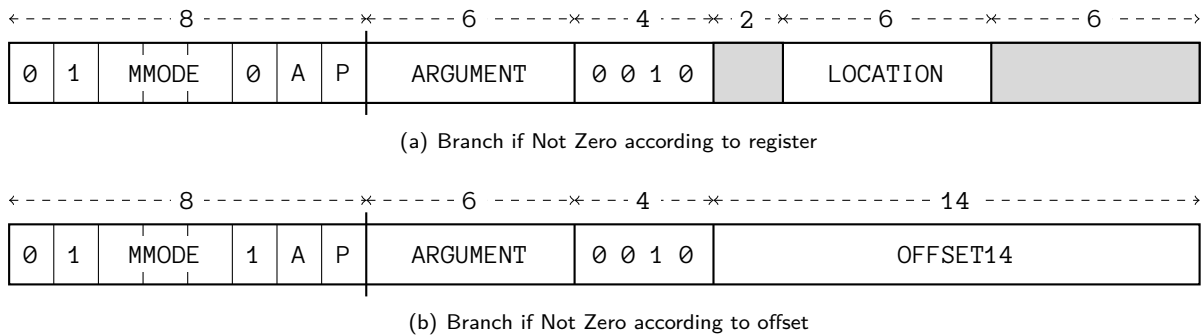 8 6 4 2 6 6
0 1 MMODE 0 A P ARGUMENT 0 0 1 0 LOCATION
(a) Branch if Not Zero according to register
8 6 4 14
0 1 MMODE 1 A P ARGUMENT 0 0 1 0 OFFSET14
(b) Branch if Not Zero according to offset